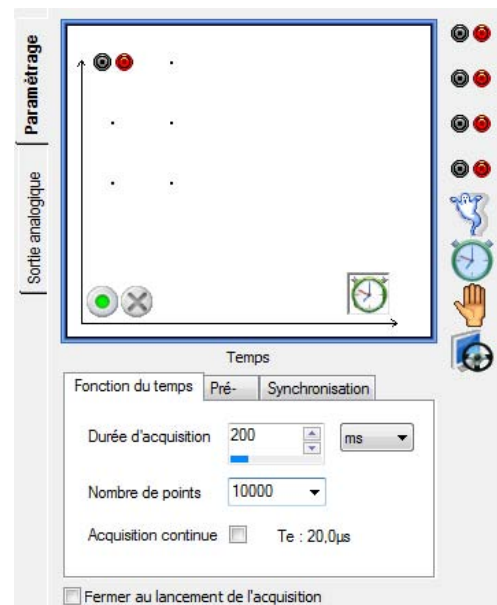 Paramètrage
Sortie analogique
Temps
Fonction du temps Pré- Synchronisation
Durée d'acquisition 200 ms
Nombre de points 10000
Acquisition continue Te : 20,0µs
Fermer au lancement de l'acquisition